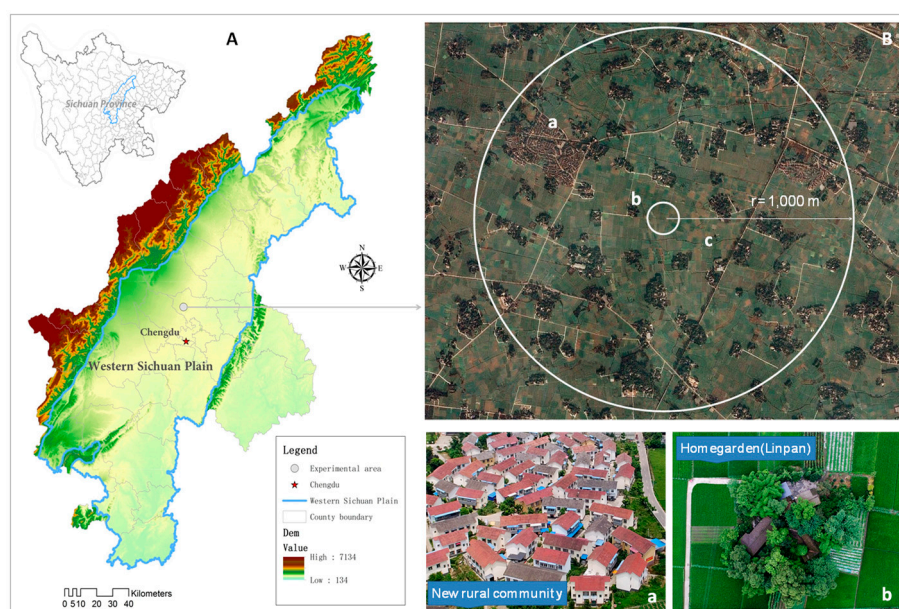 A
Sichuan Province
N
W
E
S
Chengdu
Western Sichuan Plain
Legend
Experimental area
Chengdu
Western Sichuan Plain
County boundary
Dem
Value
High : 7134
Low : 134
Kilometers
0 5 10 20 30 40
B
a
b
r = 1,000 m
c
New rural community
a
Homegarden(Linpan)
b